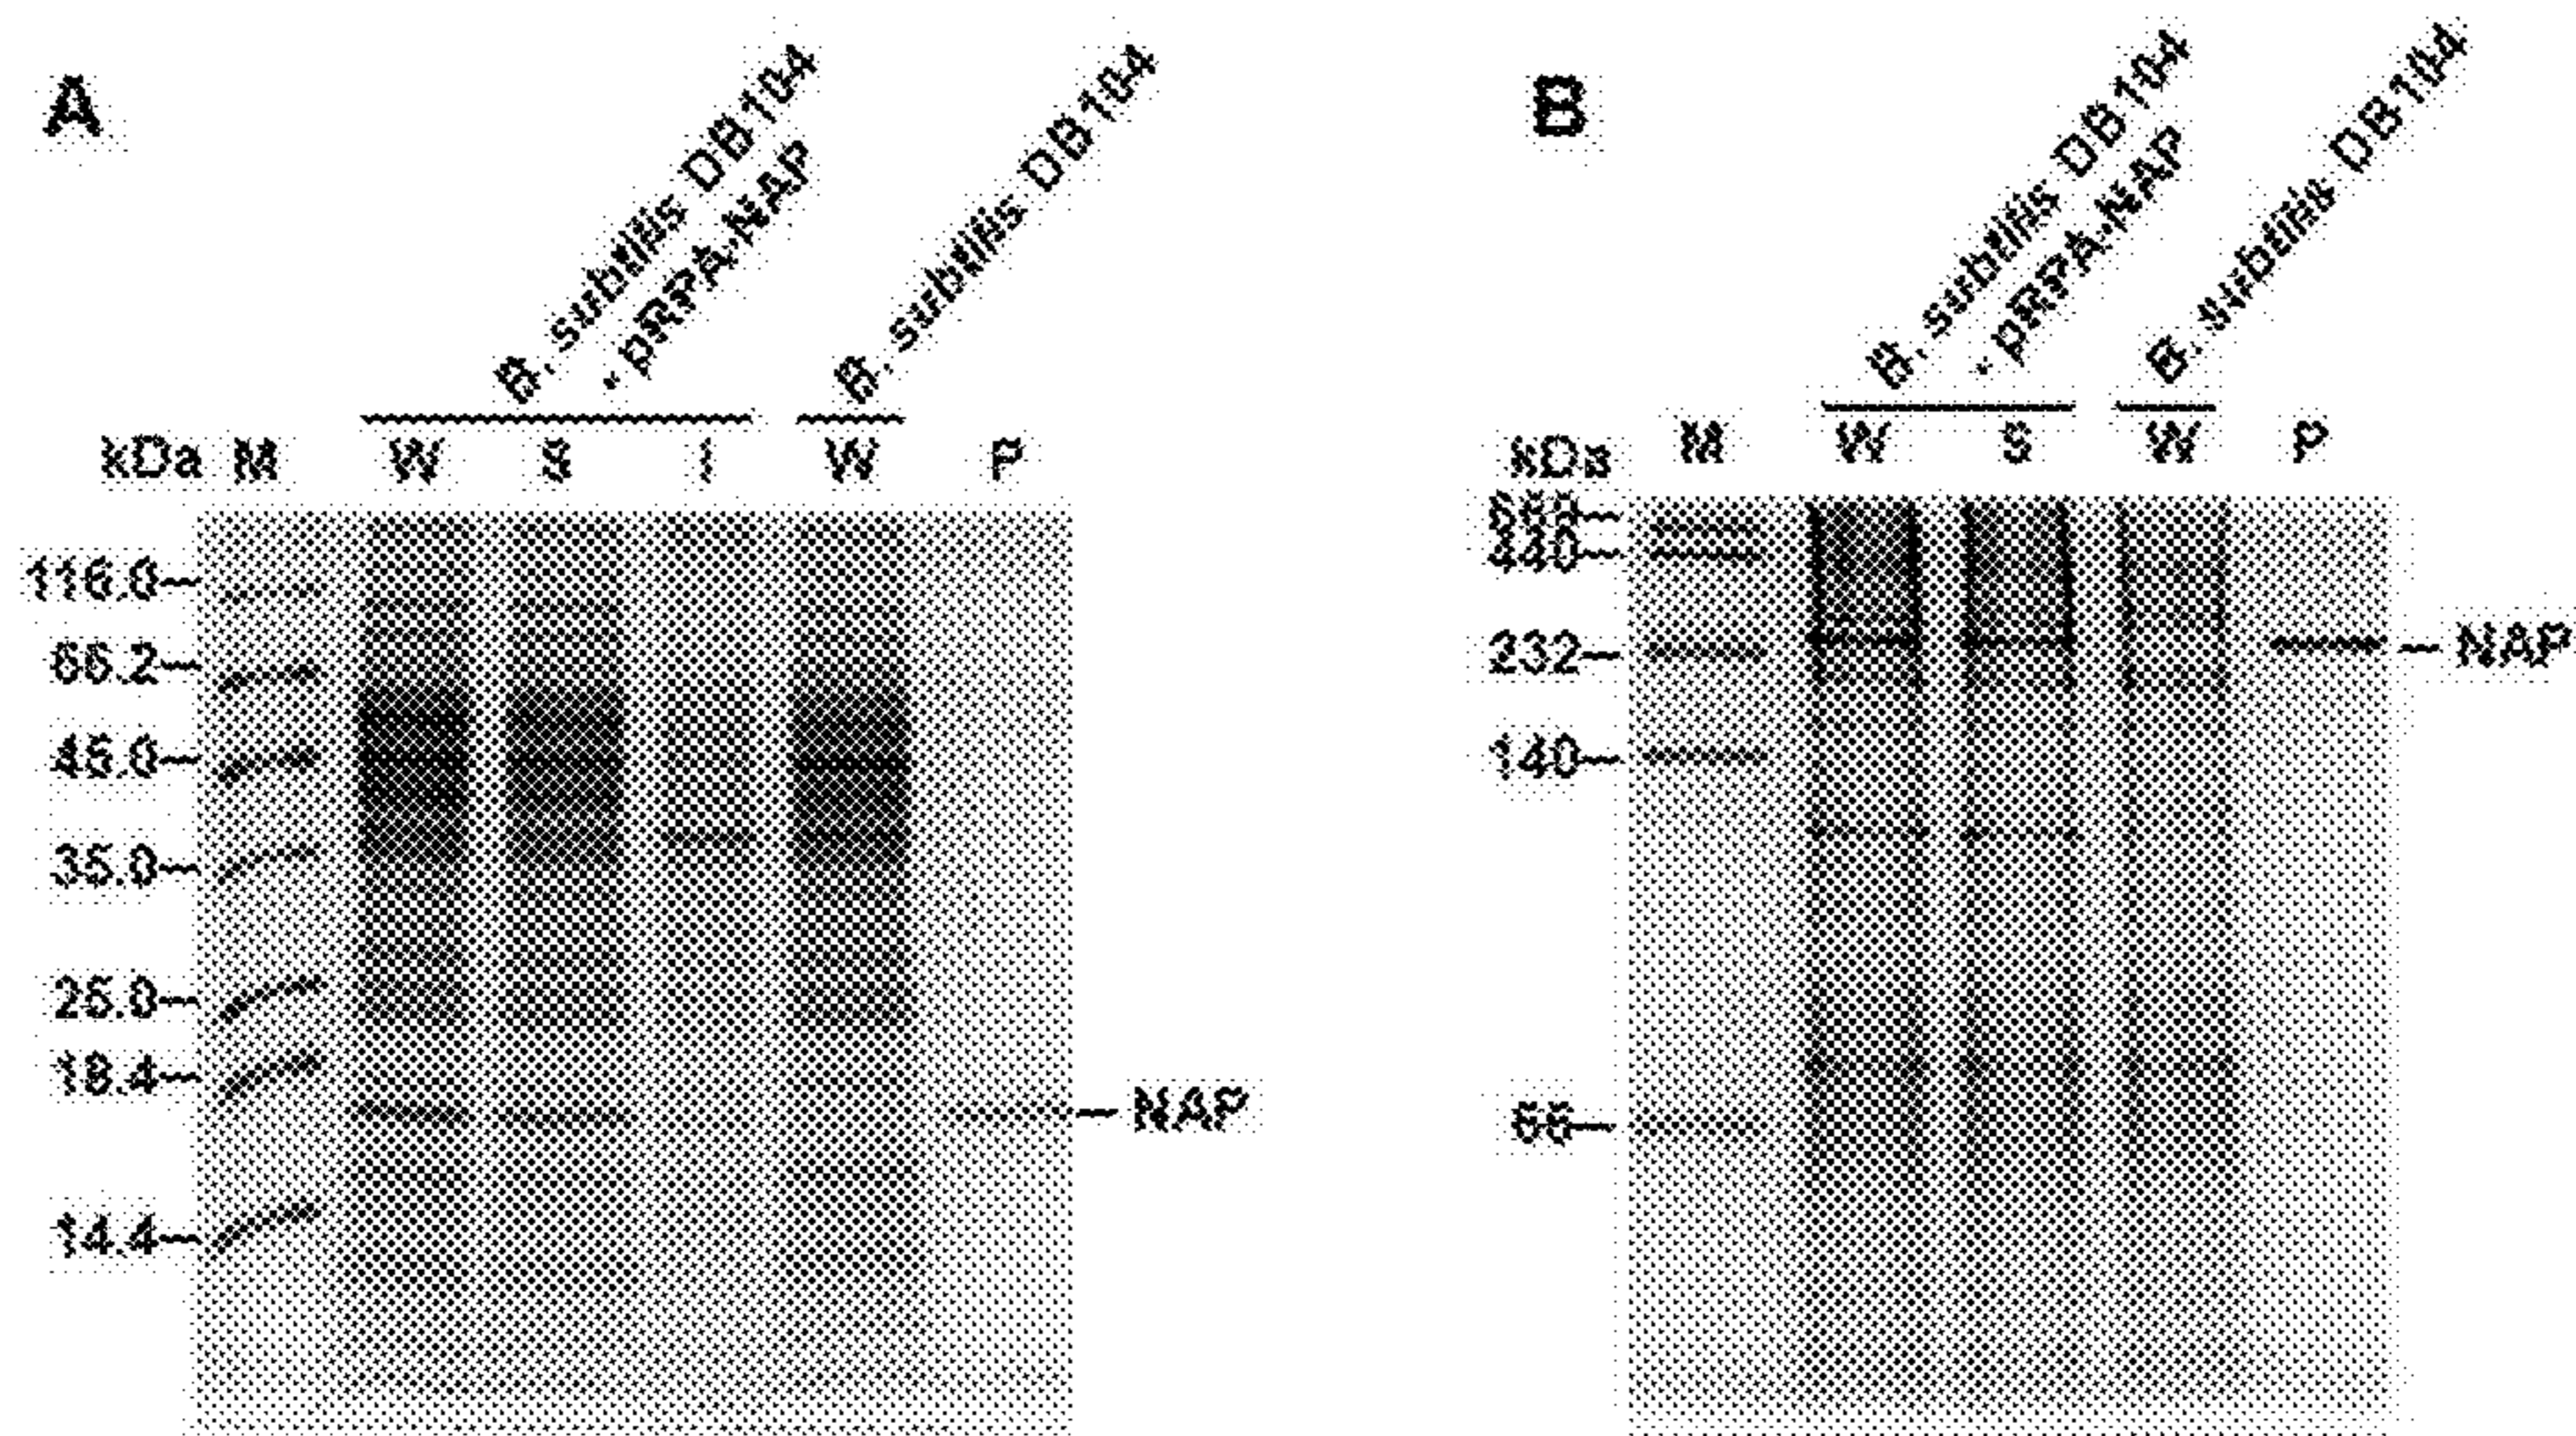 A
B. subtilis DB104
· pRPA-NAP
B. subtilis DB104
kDa M W S I W P
116.0
66.2
45.0
35.0
25.0
18.4
14.4
NAP
B
B. subtilis DB104
· pRPA-NAP
B. subtilis DB104
kDa M W S W P
669
440
232
140
66
NAP